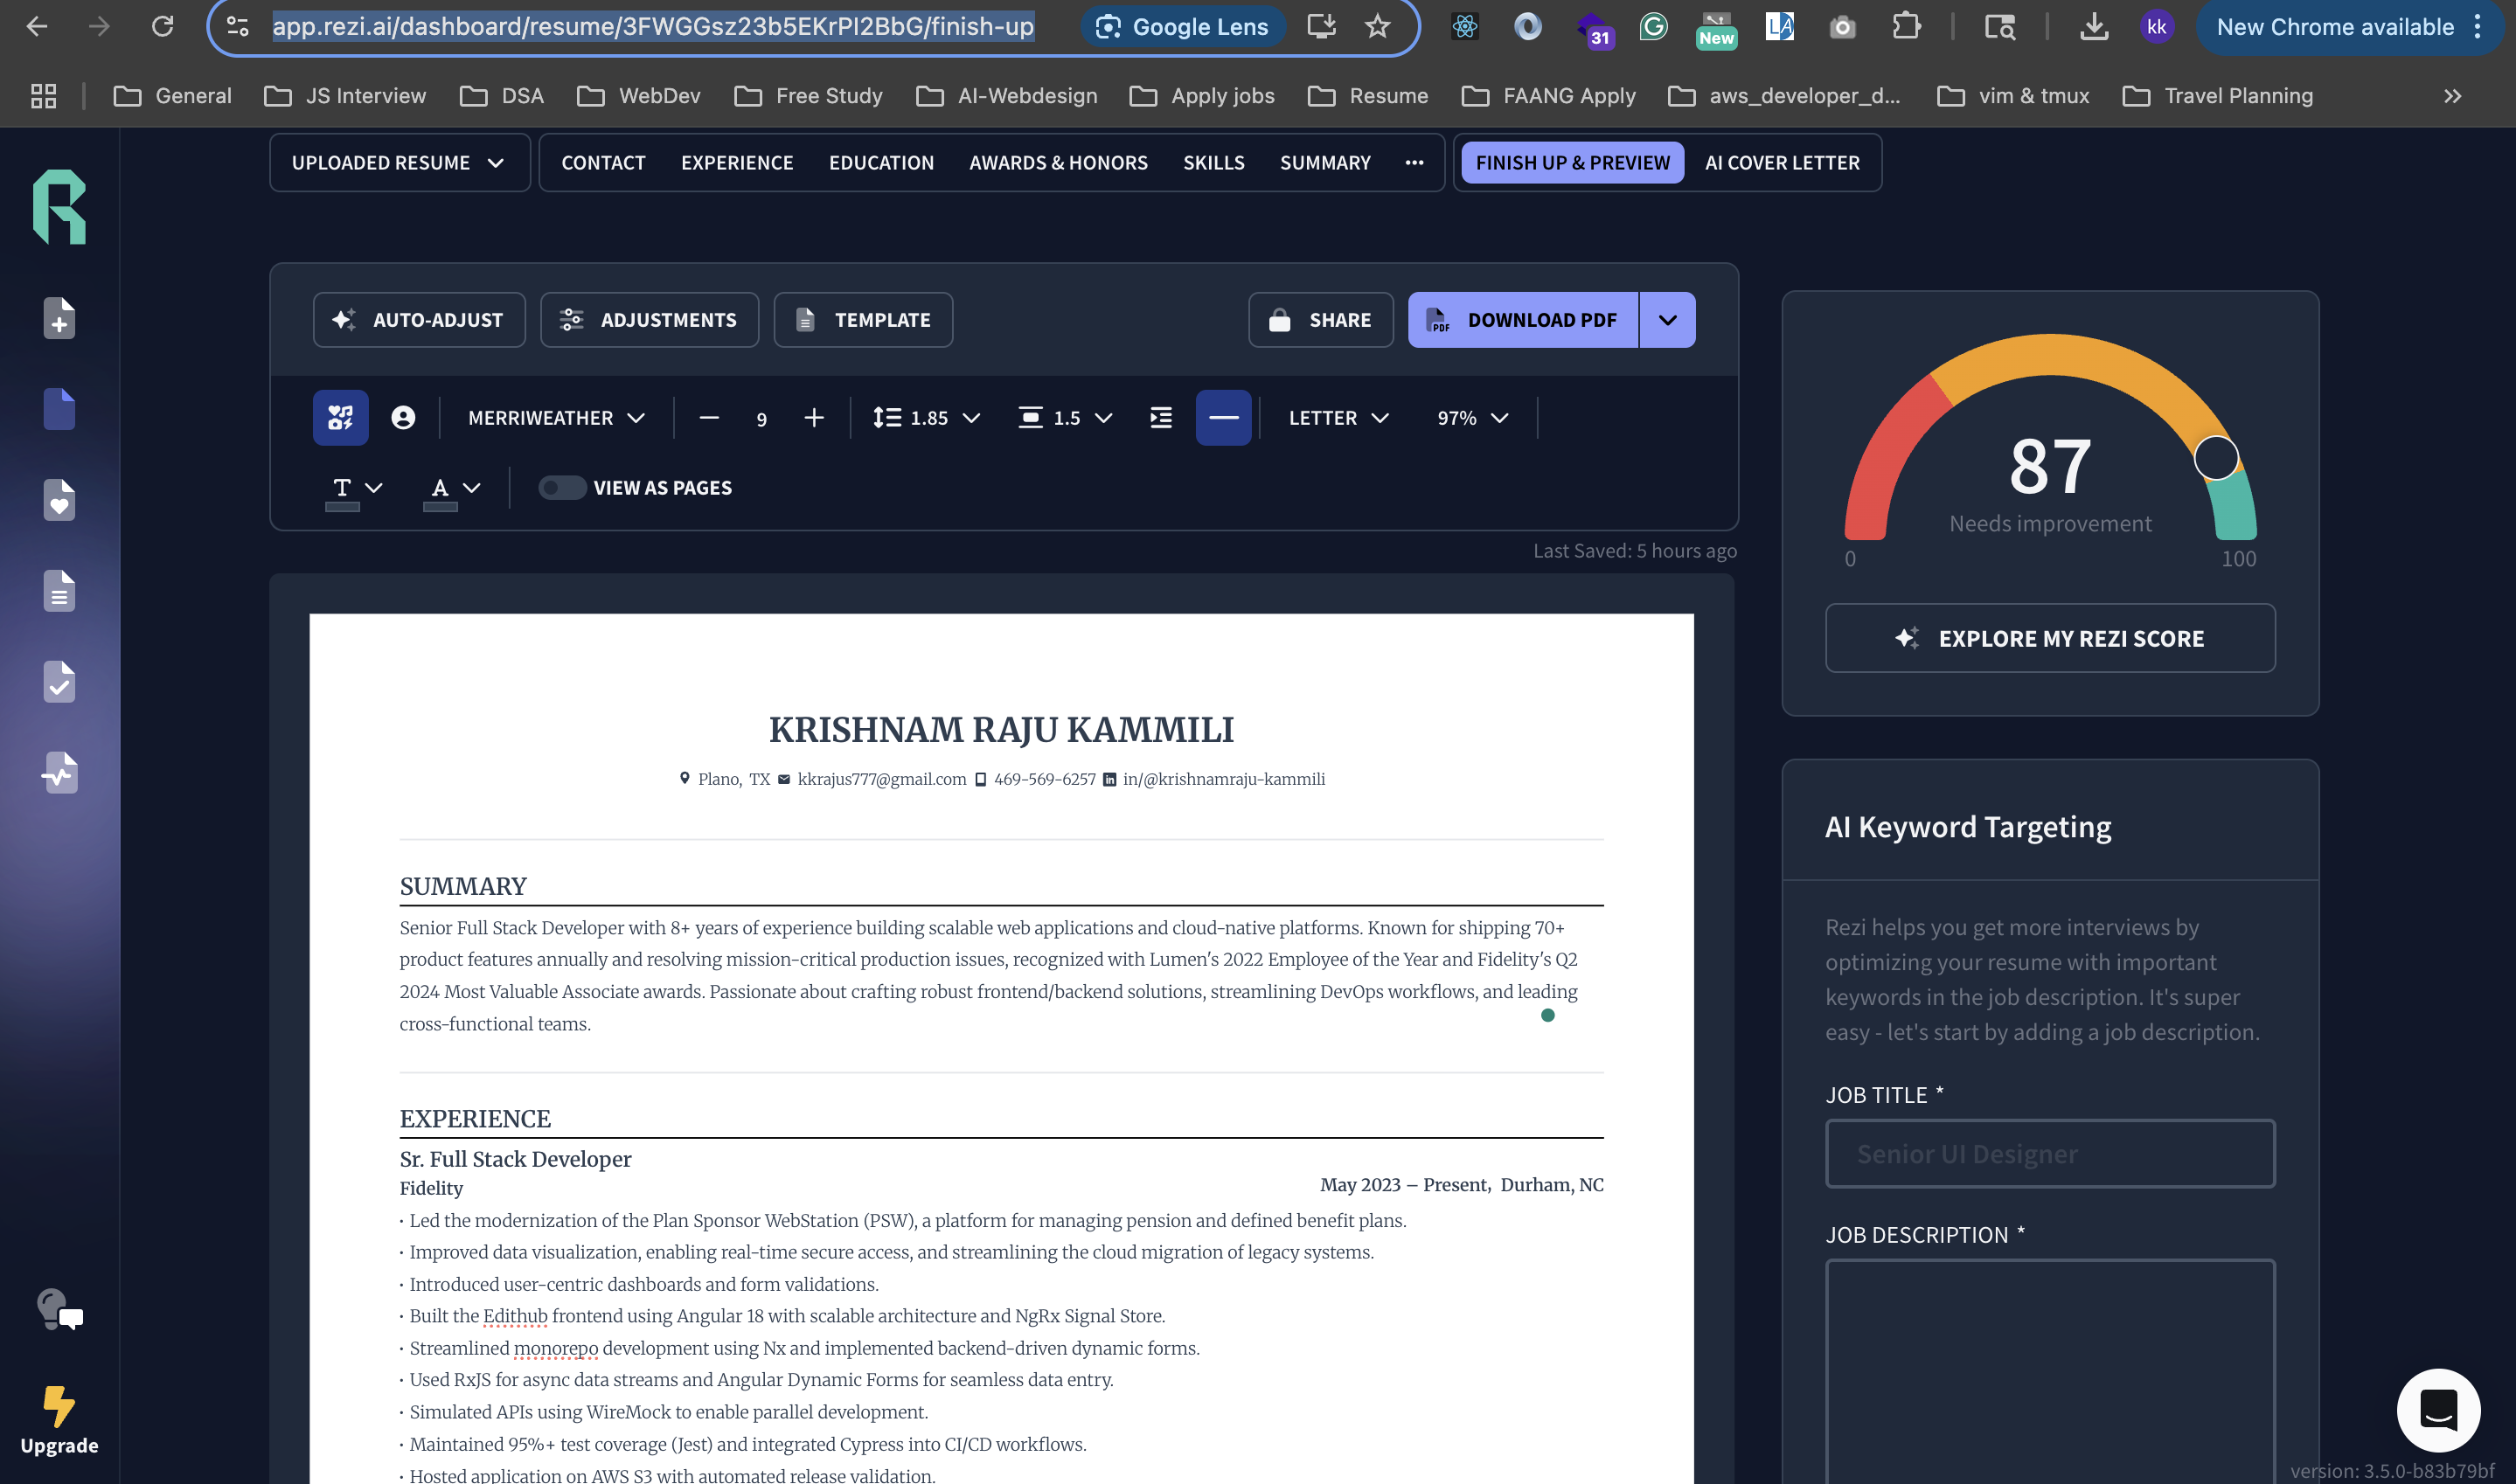 app.rezi.ai/dashboard/resume/3FWGGsz23b5EKrPl2BbG/finish-up
Google Lens
31
New
LA
kk
New Chrome available
General
JS Interview
DSA
WebDev
Free Study
AI-Webdesign
Apply jobs
Resume
FAANG Apply
aws_developer_d...
vim & tmux
Travel Planning
UPLOADED RESUME
CONTACT
EXPERIENCE
EDUCATION
AWARDS & HONORS
SKILLS
SUMMARY
FINISH UP & PREVIEW
AI COVER LETTER
AUTO-ADJUST
ADJUSTMENTS
TEMPLATE
SHARE
PDF
DOWNLOAD PDF
MERRIWEATHER
9
1.85
1.5
LETTER
97%
T
A
VIEW AS PAGES
Last Saved: 5 hours ago
87
Needs improvement
0
100
EXPLORE MY REZI SCORE
KRISHNAM RAJU KAMMILI
Plano, TX kkrajus777@gmail.com 469-569-6257 in/@krishnamraju-kammili
SUMMARY
Senior Full Stack Developer with 8+ years of experience building scalable web applications and cloud-native platforms. Known for shipping 70+
product features annually and resolving mission-critical production issues, recognized with Lumen's 2022 Employee of the Year and Fidelity's Q2
2024 Most Valuable Associate awards. Passionate about crafting robust frontend/backend solutions, streamlining DevOps workflows, and leading
cross-functional teams.
EXPERIENCE
Sr. Full Stack Developer
Fidelity
May 2023 – Present, Durham, NC
• Led the modernization of the Plan Sponsor WebStation (PSW), a platform for managing pension and defined benefit plans.
• Improved data visualization, enabling real-time secure access, and streamlining the cloud migration of legacy systems.
• Introduced user-centric dashboards and form validations.
• Built the Edithub frontend using Angular 18 with scalable architecture and NgRx Signal Store.
• Streamlined monorepo development using Nx and implemented backend-driven dynamic forms.
• Used RxJS for async data streams and Angular Dynamic Forms for seamless data entry.
• Simulated APIs using WireMock to enable parallel development.
• Maintained 95%+ test coverage (Jest) and integrated Cypress into CI/CD workflows.
• Hosted application on AWS S3 with automated release validation.
AI Keyword Targeting
Rezi helps you get more interviews by
optimizing your resume with important
keywords in the job description. It's super
easy - let's start by adding a job description.
JOB TITLE *
Senior UI Designer
JOB DESCRIPTION *
Upgrade
version: 3.5.0-b83b79bf